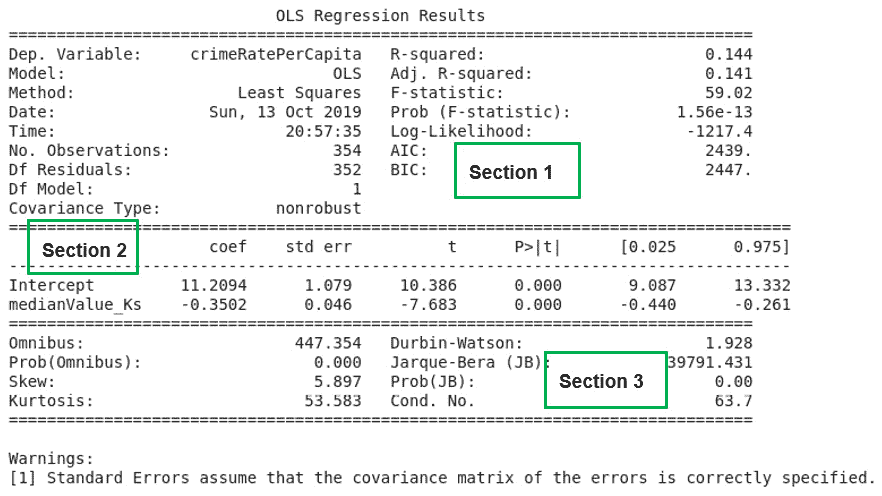 OLS Regression Results
==============================================================================
Dep. Variable: crimeRatePerCapita R-squared: 0.144
Model: OLS Adj. R-squared: 0.141
Method: Least Squares F-statistic: 59.02
Date: Sun, 13 Oct 2019 Prob (F-statistic): 1.56e-13
Time: 20:57:35 Log-Likelihood: -1217.4
No. Observations: 354 AIC: 2439.
Df Residuals: 352 BIC: Section 1 2447.
Df Model: 1
Covariance Type: nonrobust
==================================================================================
Section 2 coef std err t P>|t| [0.025 0.975]
----------------------------------------------------------------------------------
Intercept 11.2094 1.079 10.386 0.000 9.087 13.332
medianValue_Ks -0.3502 0.046 -7.683 0.000 -0.440 -0.261
==============================================================================
Omnibus: 447.354 Durbin-Watson: 1.928
Prob(Omnibus): 0.000 Jarque-Bera (JB): 39791.431
Skew: 5.897 Prob(JB): Section 3 0.00
Kurtosis: 53.583 Cond. No. 63.7
==============================================================================
Warnings:
[1] Standard Errors assume that the covariance matrix of the errors is correctly specified.